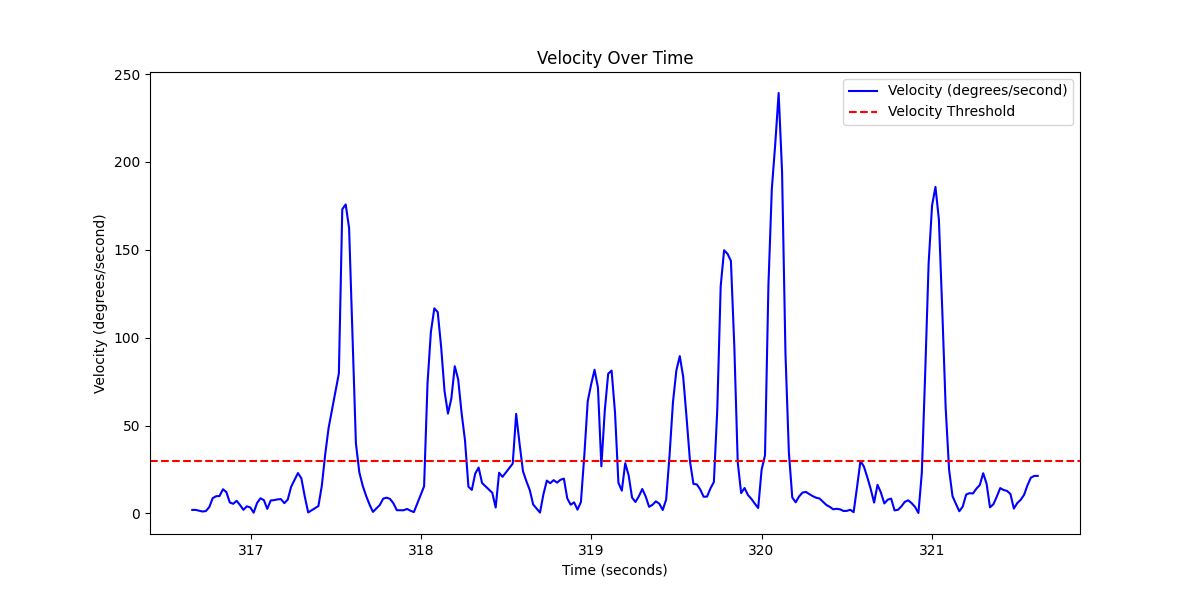 Velocity Over Time
Velocity (degrees/second)
Velocity Threshold
250
200
150
100
50
0
Velocity (degrees/second)
317
318
319
320
321
Time (seconds)